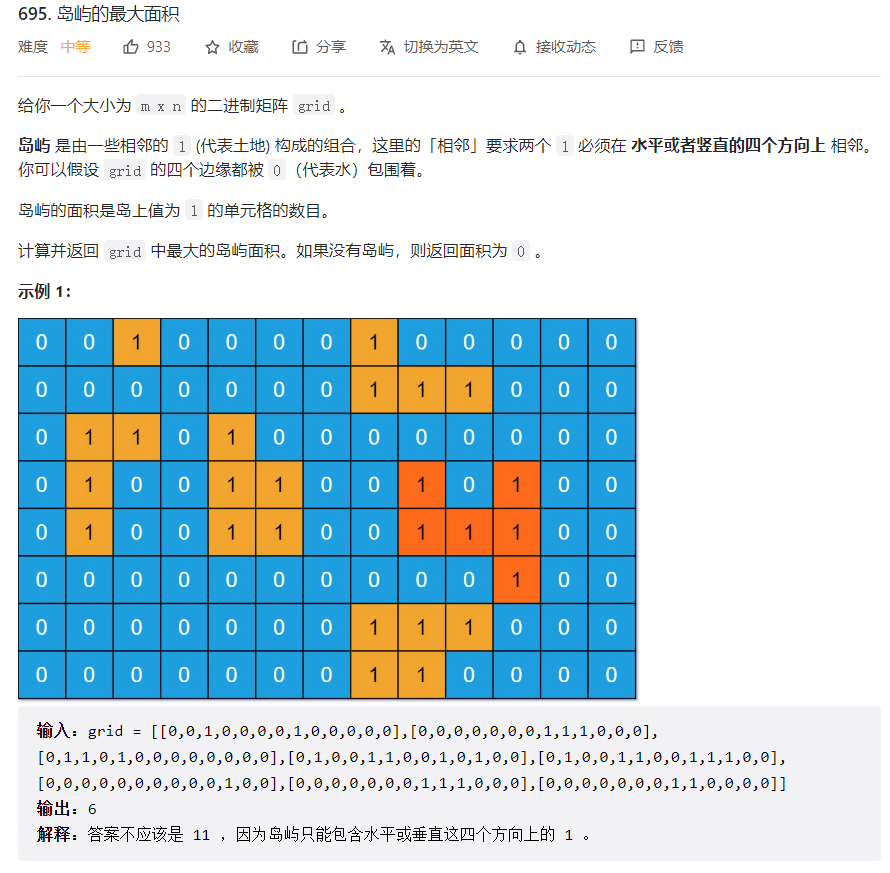 695. 岛屿的最大面积
难度 中等 933 收藏 分享 切换为英文 接收动态 反馈
给你一个大小为 m x n 的二进制矩阵 grid 。
岛屿 是由一些相邻的 1 (代表土地) 构成的组合，这里的「相邻」要求两个 1 必须在 水平或者竖直的四个方向上 相邻。
你可以假设 grid 的四个边缘都被 0 （代表水）包围着。
岛屿的面积是岛上值为 1 的单元格的数目。
计算并返回 grid 中最大的岛屿面积。如果没有岛屿，则返回面积为 0 。
示例 1：
0 0 1 0 0 0 0 1 0 0 0 0 0
0 0 0 0 0 0 0 1 1 1 0 0 0
0 1 1 0 1 0 0 0 0 0 0 0 0
0 1 0 0 1 1 0 0 1 0 1 0 0
0 1 0 0 1 1 0 0 1 1 1 0 0
0 0 0 0 0 0 0 0 0 0 1 0 0
0 0 0 0 0 0 0 1 1 1 0 0 0
0 0 0 0 0 0 0 1 1 0 0 0 0
输入：grid = [[0,0,1,0,0,0,0,1,0,0,0,0,0],[0,0,0,0,0,0,0,1,1,1,0,0,0],
[0,1,1,0,1,0,0,0,0,0,0,0,0],[0,1,0,0,1,1,0,0,1,0,1,0,0],[0,1,0,0,1,1,0,0,1,1,1,0,0],
[0,0,0,0,0,0,0,0,0,0,1,0,0],[0,0,0,0,0,0,0,1,1,1,0,0,0],[0,0,0,0,0,0,0,1,1,0,0,0,0]]
输出：6
解释：答案不应该是 11 ，因为岛屿只能包含水平或垂直这四个方向上的 1 。